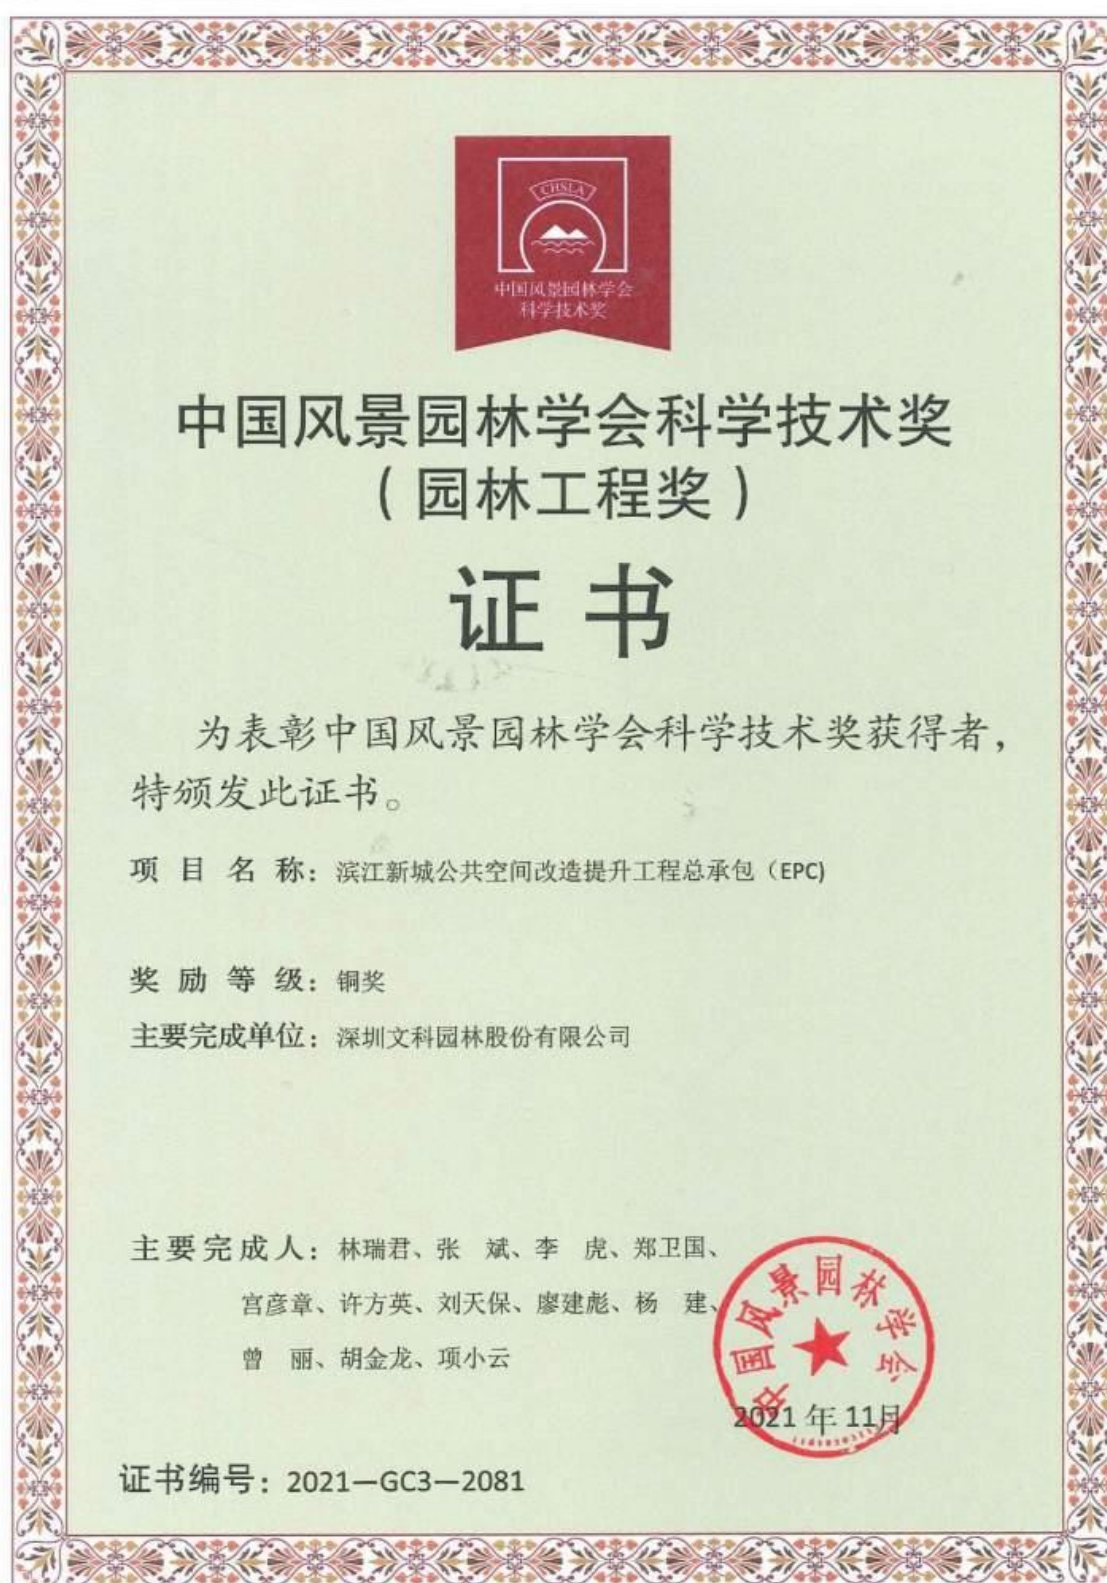 CHSLA
中国风景园林学会
科学技术奖
中国风景园林学会科学技术奖
（园林工程奖）
证书
为表彰中国风景园林学会科学技术奖获得者，
特颁发此证书。
项目名称：滨江新城公共空间改造提升工程总承包（EPC)
奖励等级：铜奖
主要完成单位：深圳文科园林股份有限公司
主要完成人：林瑞君、张 斌、李 虎、郑卫国、
宫彦章、许方英、刘天保、廖建彪、杨 建、
曾 丽、胡金龙、项小云
中国风景园林学会
2021 年 11月
证书编号：2021—GC3—2081